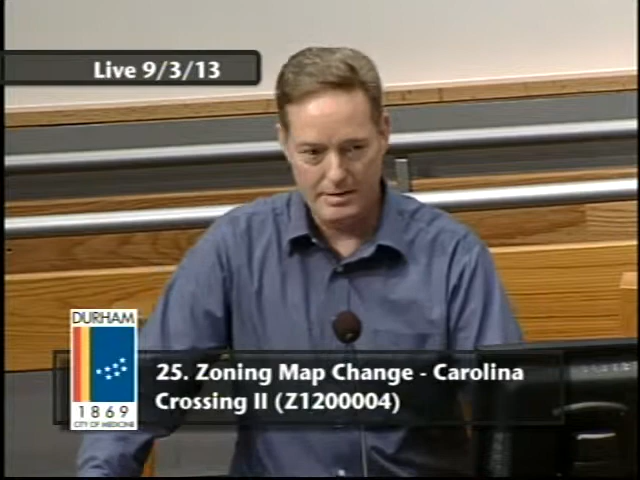 Live 9/3/13
DURHAM
1869
CITY OF MEDICINE
25. Zoning Map Change - Carolina
Crossing II (Z1200004)